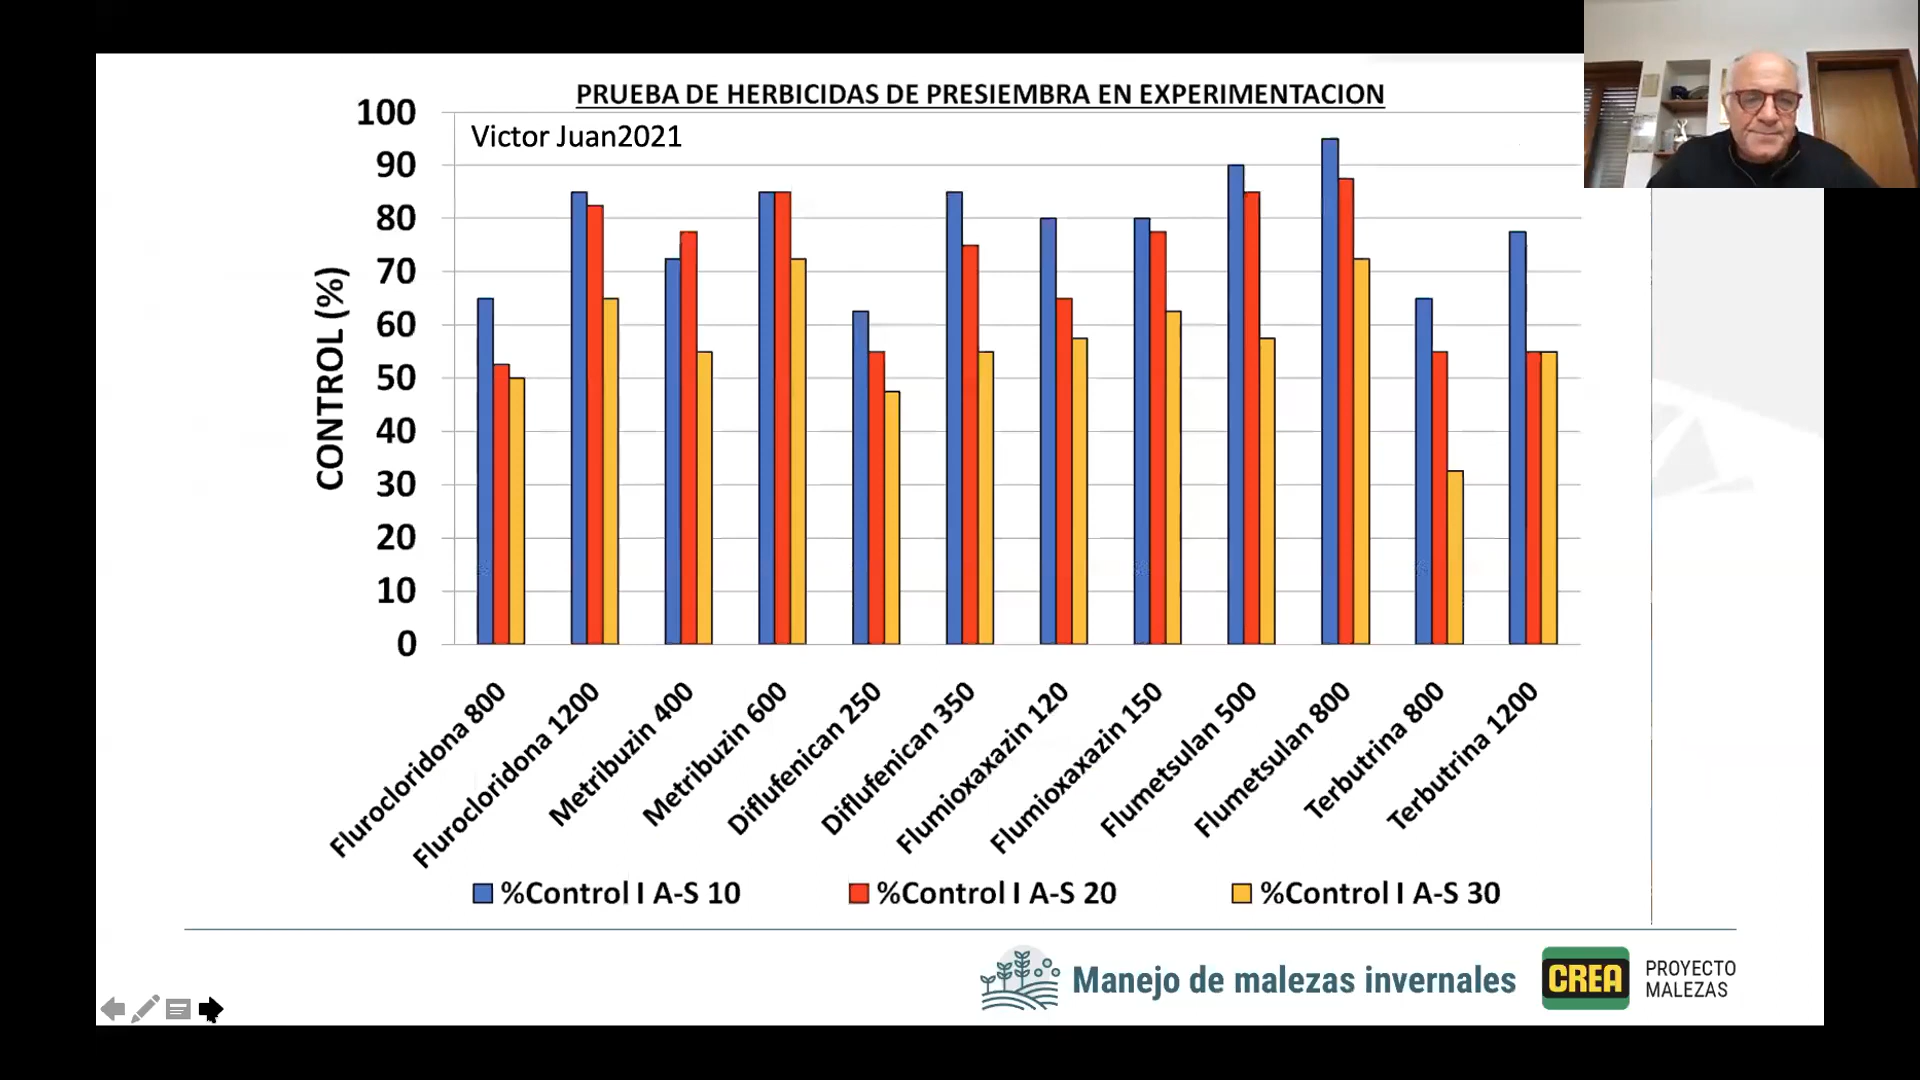 PRUEBA DE HERBICIDAS DE PRESIEMBRA EN EXPERIMENTACION
Victor Juan2021
CONTROL (%)
100
90
80
70
60
50
40
30
20
10
0
Flurocloridona 800
Flurocloridona 1200
Metribuzin 400
Metribuzin 600
Diflufenican 250
Diflufenican 350
Flumioxaxazin 120
Flumioxaxazin 150
Flumetsulan 500
Flumetsulan 800
Terbutrina 800
Terbutrina 1200
%Control I A-S 10
%Control I A-S 20
%Control I A-S 30
Manejo de malezas invernales
CREA
PROYECTO
MALEZAS